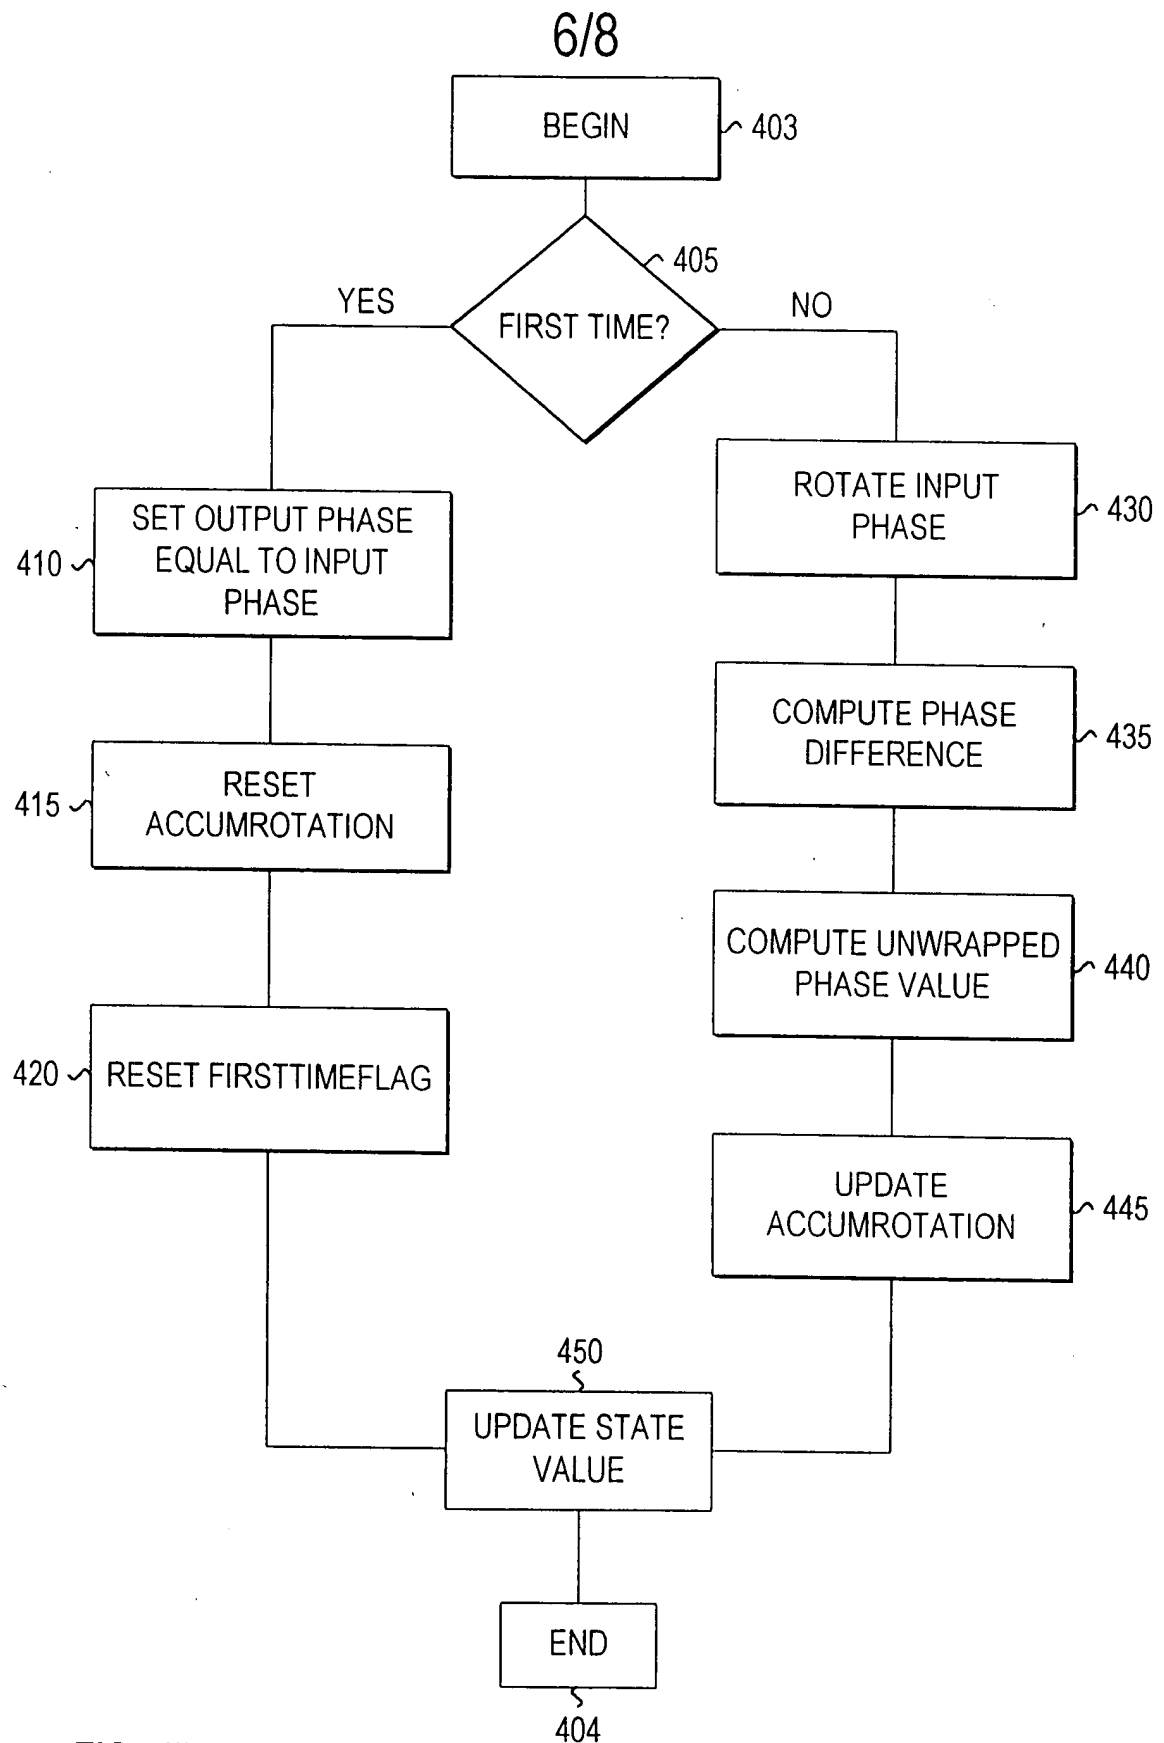 6/8
BEGIN
403
405
YES
FIRST TIME?
NO
SET OUTPUT PHASE
EQUAL TO INPUT
PHASE
410
ROTATE INPUT
PHASE
430
COMPUTE PHASE
DIFFERENCE
435
RESET
ACCUMROTATION
415
COMPUTE UNWRAPPED
PHASE VALUE
440
RESET FIRSTTIMEFLAG
420
UPDATE
ACCUMROTATION
445
450
UPDATE STATE
VALUE
END
404